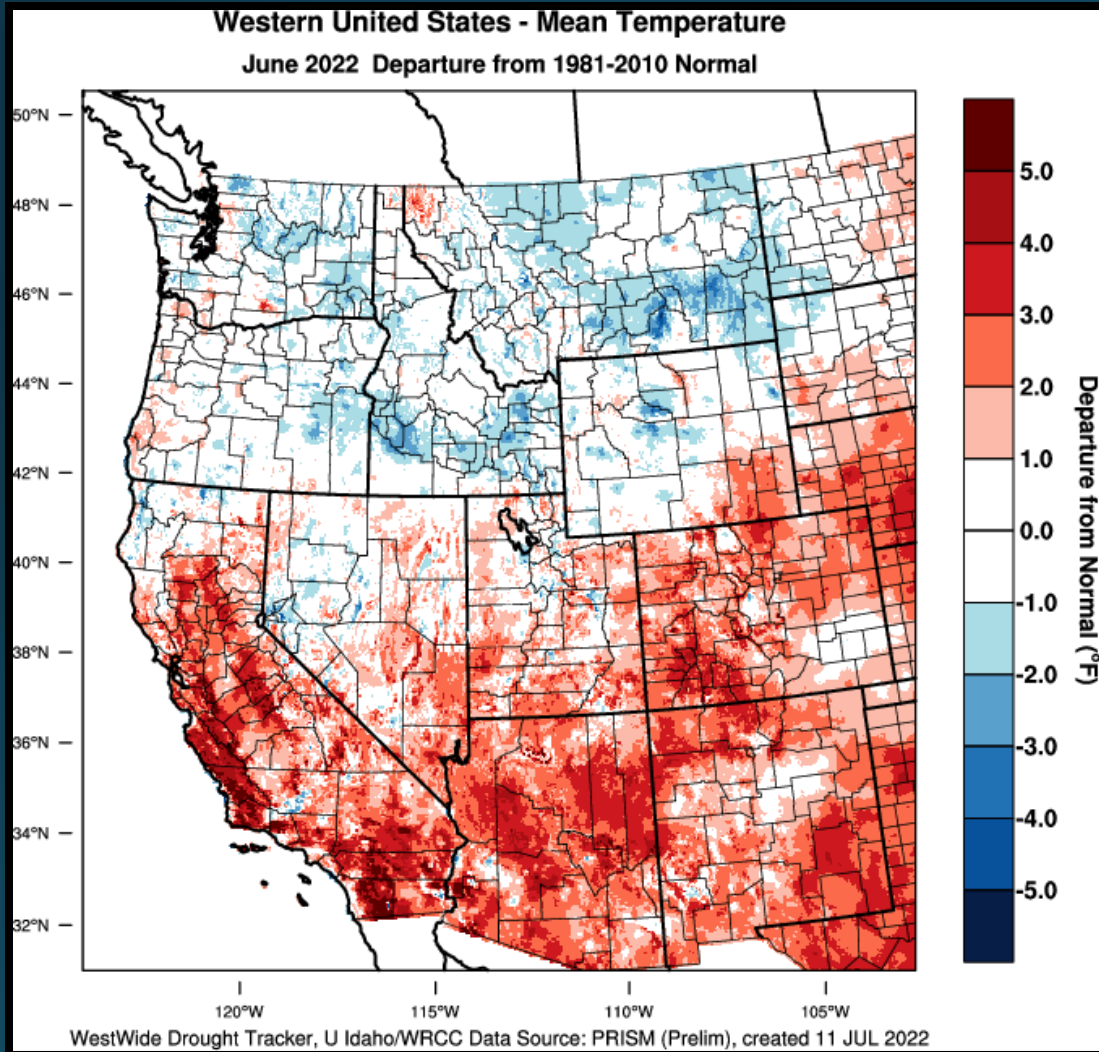 Western United States - Mean Temperature
June 2022 Departure from 1981-2010 Normal
50°N
48°N
46°N
44°N
42°N
40°N
38°N
36°N
34°N
32°N
120°W
115°W
110°W
105°W
5.0
4.0
3.0
2.0
1.0
0.0
-1.0
-2.0
-3.0
-4.0
-5.0
Departure from Normal (°F)
WestWide Drought Tracker, U Idaho/WRCC Data Source: PRISM (Prelim), created 11 JUL 2022